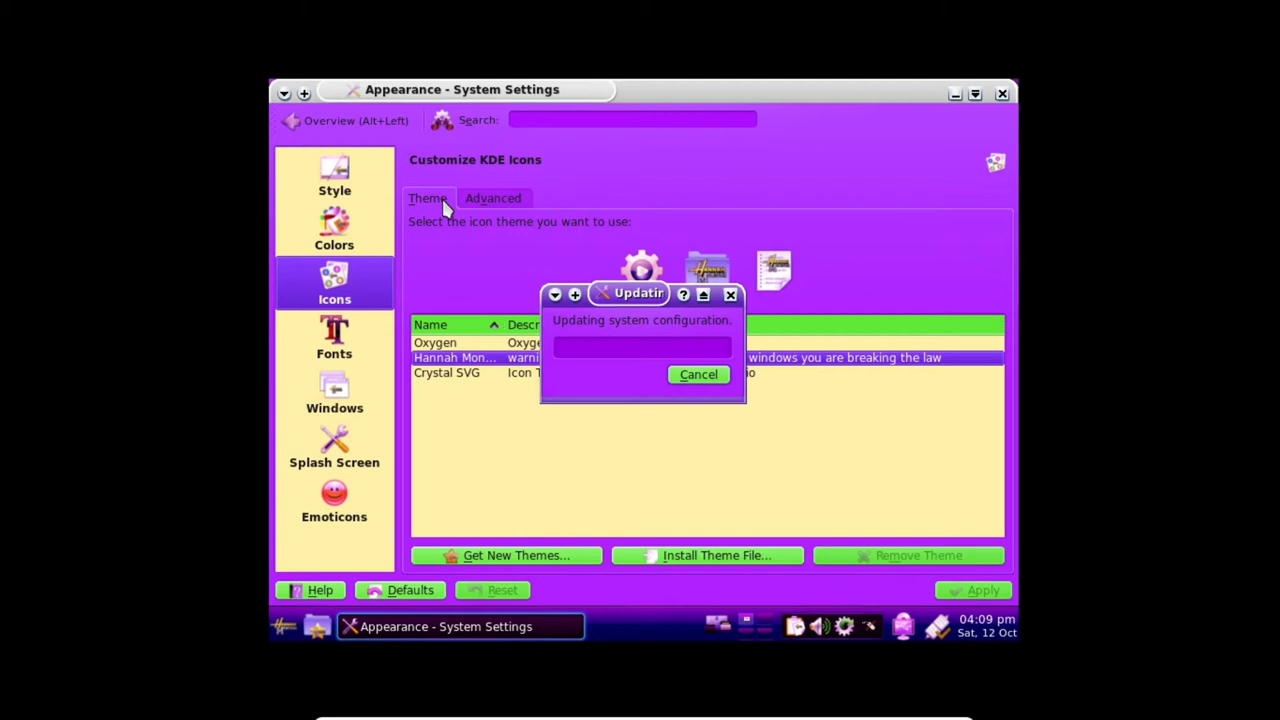 Appearance - System Settings
Overview (Alt+Left)
Search:
Customize KDE Icons
Style
Colors
Icons
Fonts
Windows
Splash Screen
Emoticons
Theme
Advanced
Select the icon theme you want to use:
Updatin
Updating system configuration.
Cancel
Name
Descr
Oxygen Oxyge
Hannah Mon... warni windows you are breaking the law
Crystal SVG Icon T io
Get New Themes...
Install Theme File...
Remove Theme
Help
Defaults
Reset
Apply
Appearance - System Settings
04:09 pm
Sat, 12 Oct